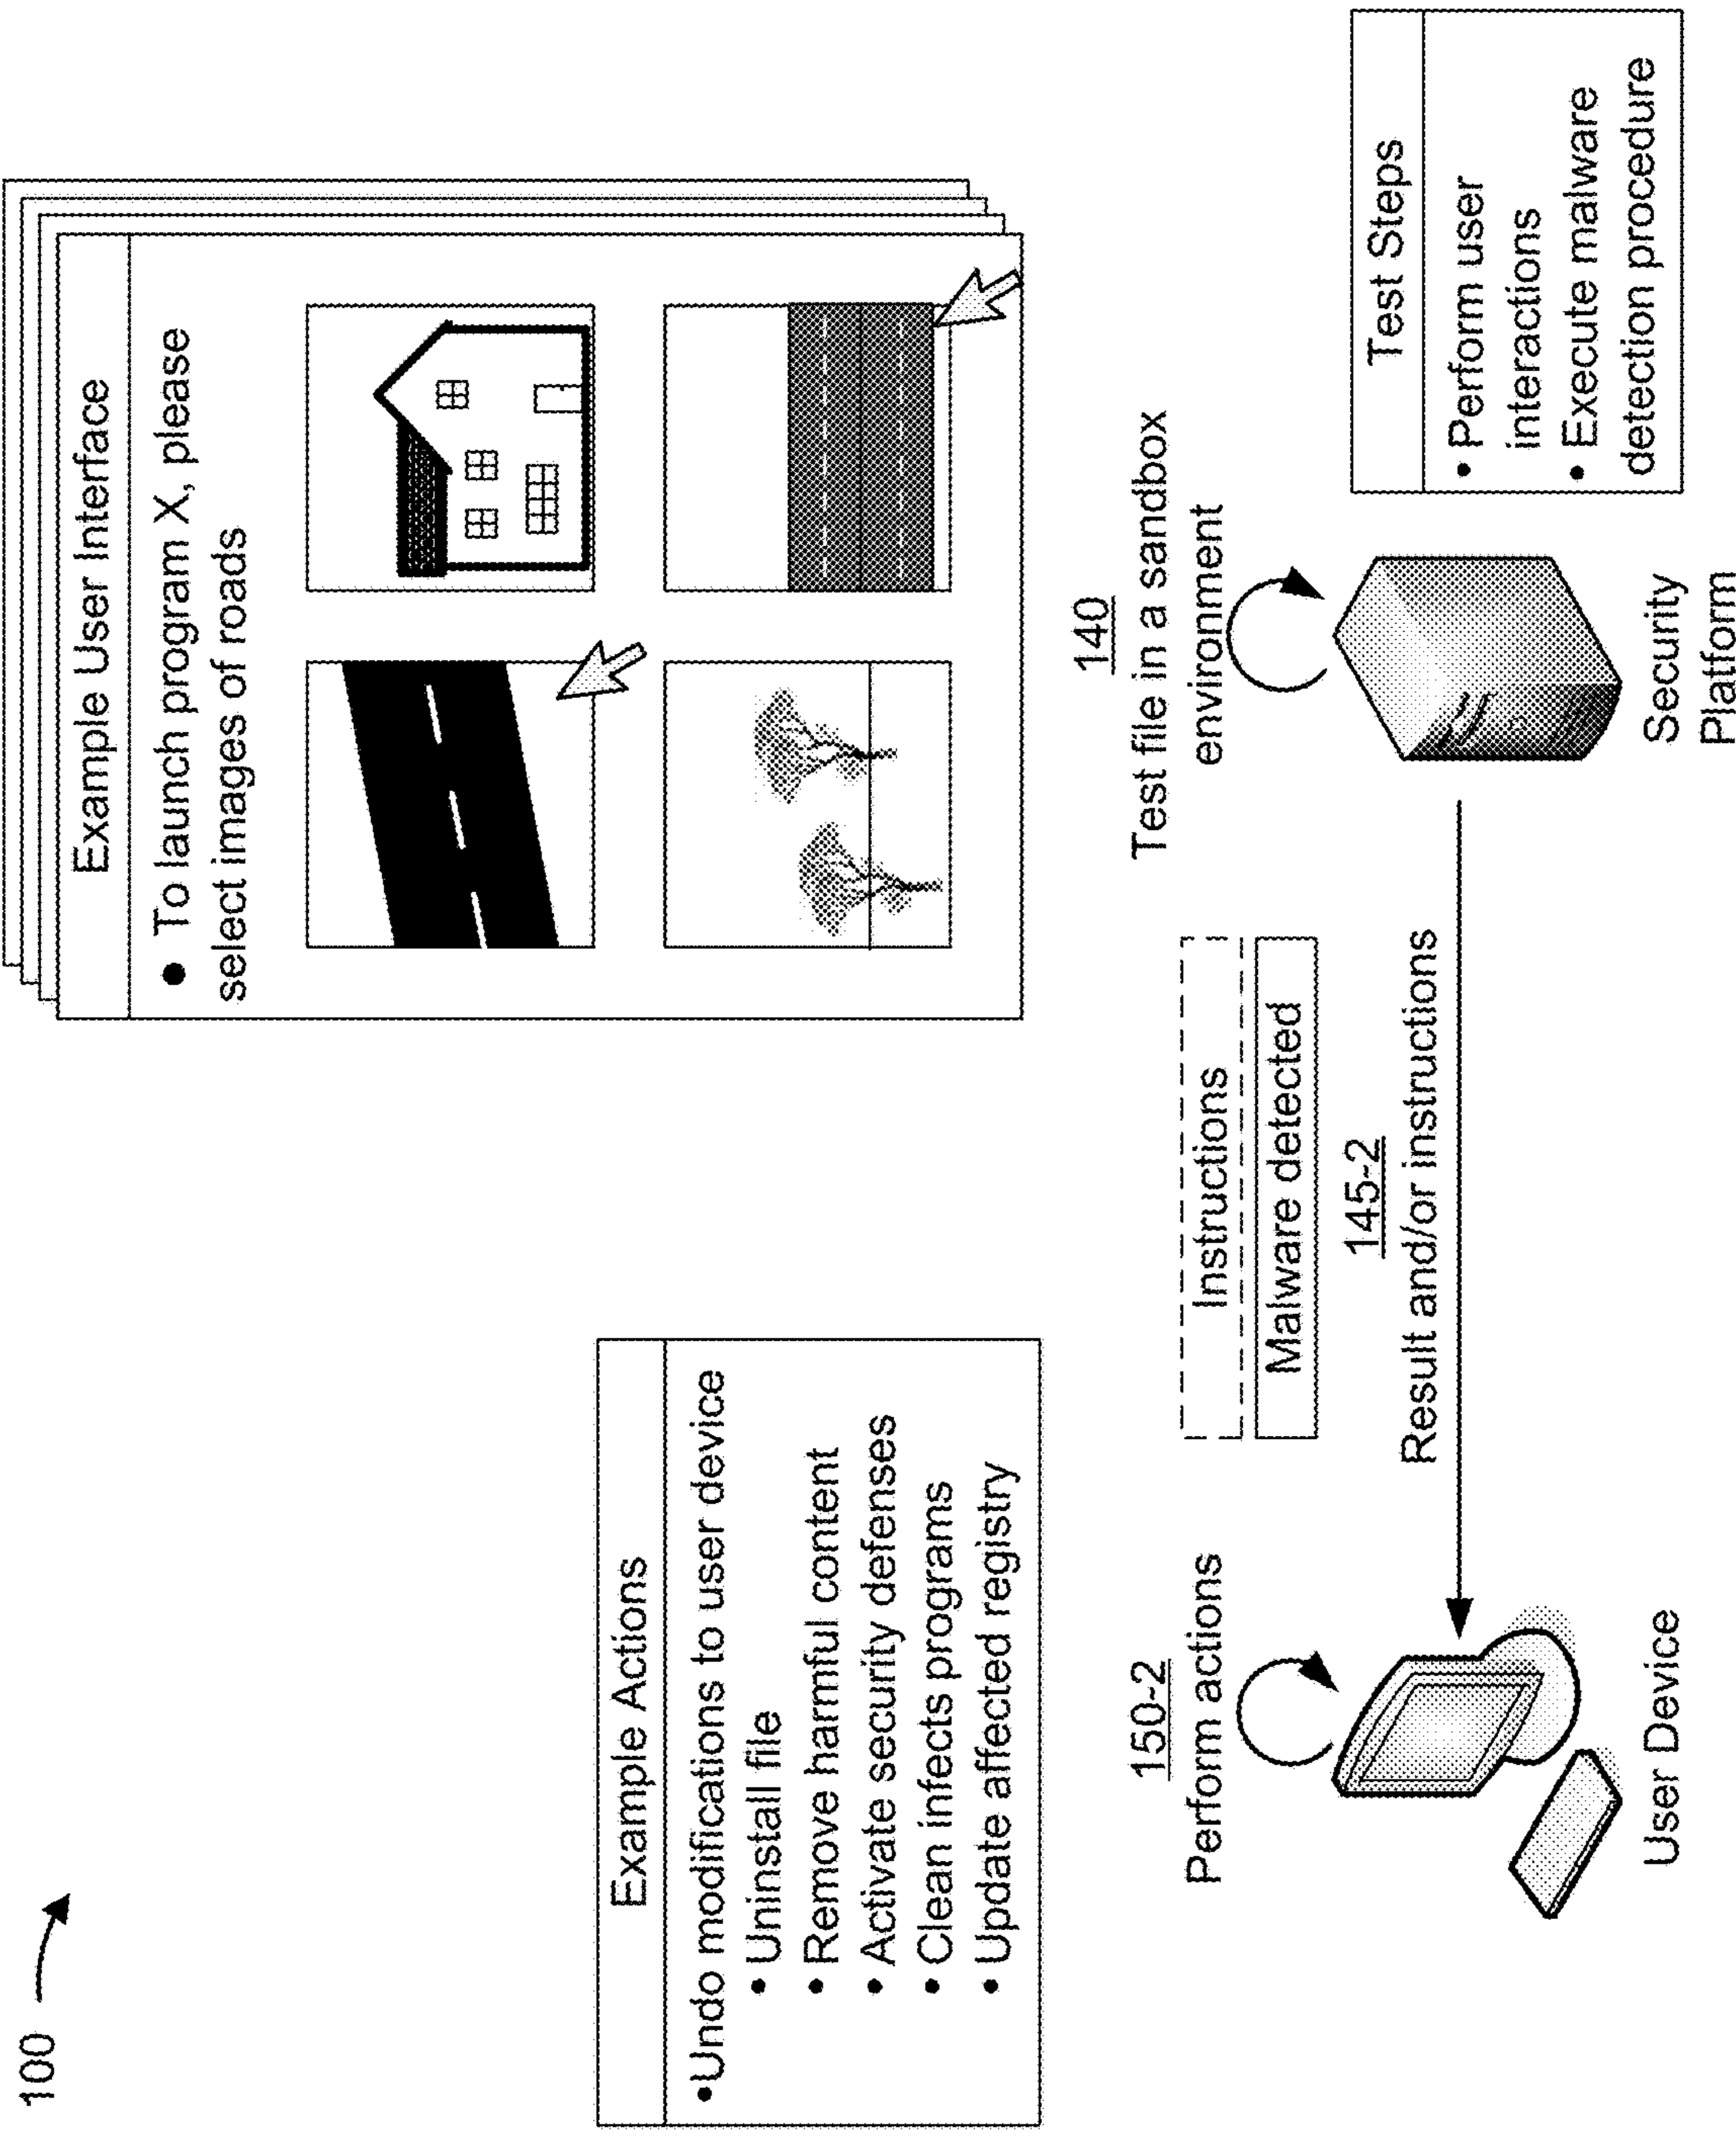 100
Example User Interface
● To launch program X, please
select images of roads
Example Actions
•Undo modifications to user device
• Uninstall file
• Remove harmful content
• Activate security defenses
• Clean infects programs
• Update affected registry
150-2
Perform actions
User Device
Instructions
Malware detected
145-2
Result and/or instructions
140
Test file in a sandbox
environment
Security
Platform
Test Steps
• Perform user
interactions
• Execute malware
detection procedure